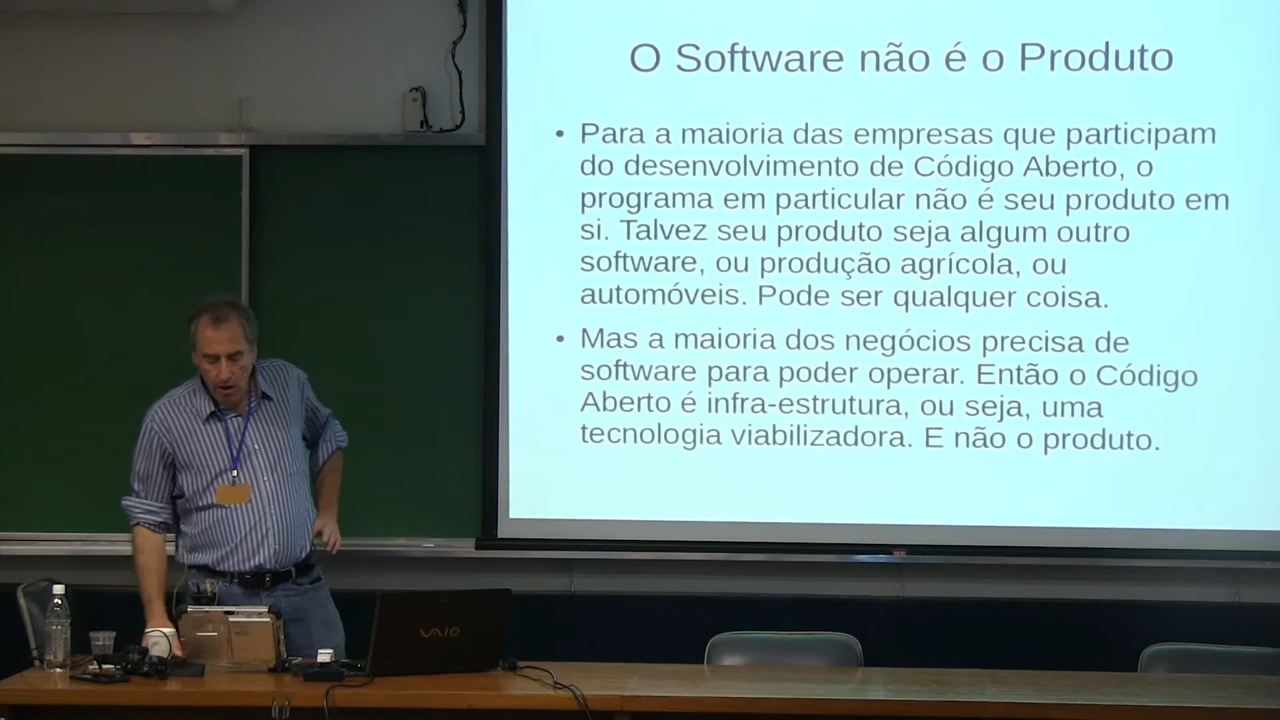 O Software não é o Produto
• Para a maioria das empresas que participam
do desenvolvimento de Código Aberto, o
programa em particular não é seu produto em
si. Talvez seu produto seja algum outro
software, ou produção agrícola, ou
automóveis. Pode ser qualquer coisa.
• Mas a maioria dos negócios precisa de
software para poder operar. Então o Código
Aberto é infra-estrutura, ou seja, uma
tecnologia viabilizadora. E não o produto.
VAIO